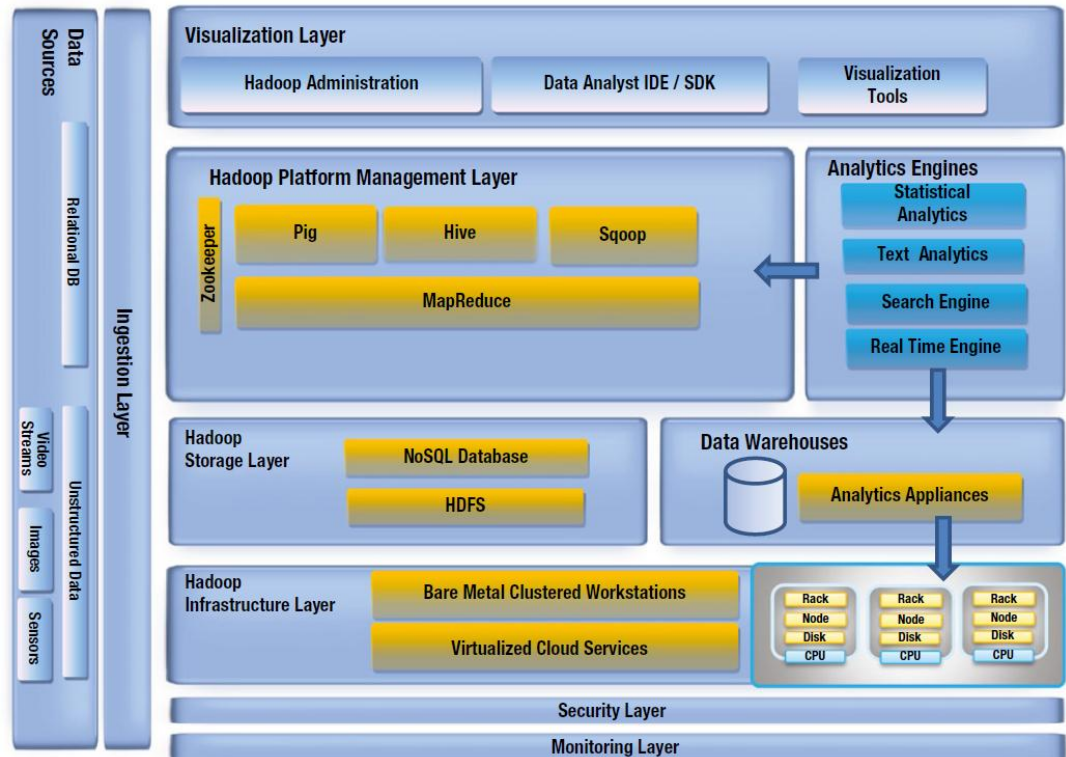 Data
Sources
Relational DB
Video
Streams
Images
Sensors
Unstructured Data
Ingestion Layer
Visualization Layer
Hadoop Administration
Data Analyst IDE / SDK
Visualization
Tools
Hadoop Platform Management Layer
Zookeeper
Pig
Hive
Sqoop
MapReduce
Analytics Engines
Statistical
Analytics
Text Analytics
Search Engine
Real Time Engine
Hadoop
Storage Layer
NoSQL Database
HDFS
Data Warehouses
Analytics Appliances
Hadoop
Infrastructure Layer
Bare Metal Clustered Workstations
Virtualized Cloud Services
Rack
Node
Disk
CPU
Rack
Node
Disk
CPU
Rack
Node
Disk
CPU
Security Layer
Monitoring Layer